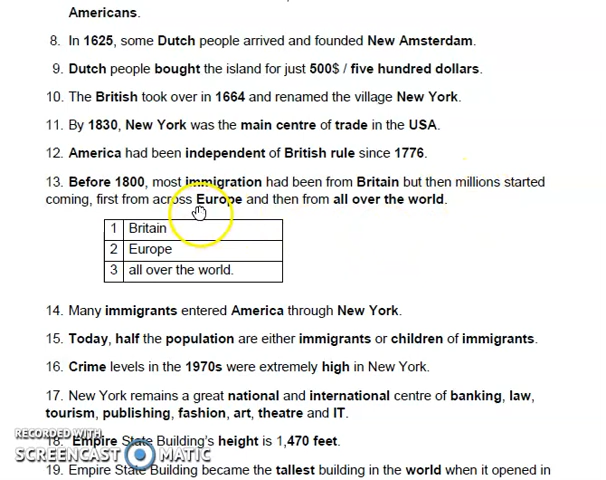 Americans.
8. In 1625, some Dutch people arrived and founded New Amsterdam.
9. Dutch people bought the island for just 500$ / five hundred dollars.
10. The British took over in 1664 and renamed the village New York.
11. By 1830, New York was the main centre of trade in the USA.
12. America had been independent of British rule since 1776.
13. Before 1800, most immigration had been from Britain but then millions started
coming, first from across Europe and then from all over the world.
1 Britain
2 Europe
3 all over the world.
14. Many immigrants entered America through New York.
15. Today, half the population are either immigrants or children of immigrants.
16. Crime levels in the 1970s were extremely high in New York.
17. New York remains a great national and international centre of banking, law,
tourism, publishing, fashion, art, theatre and IT.
RECORDED WITH
18. Empire State Building's height is 1,470 feet.
SCREENCAST MATIC
19. Empire State Building became the tallest building in the world when it opened in